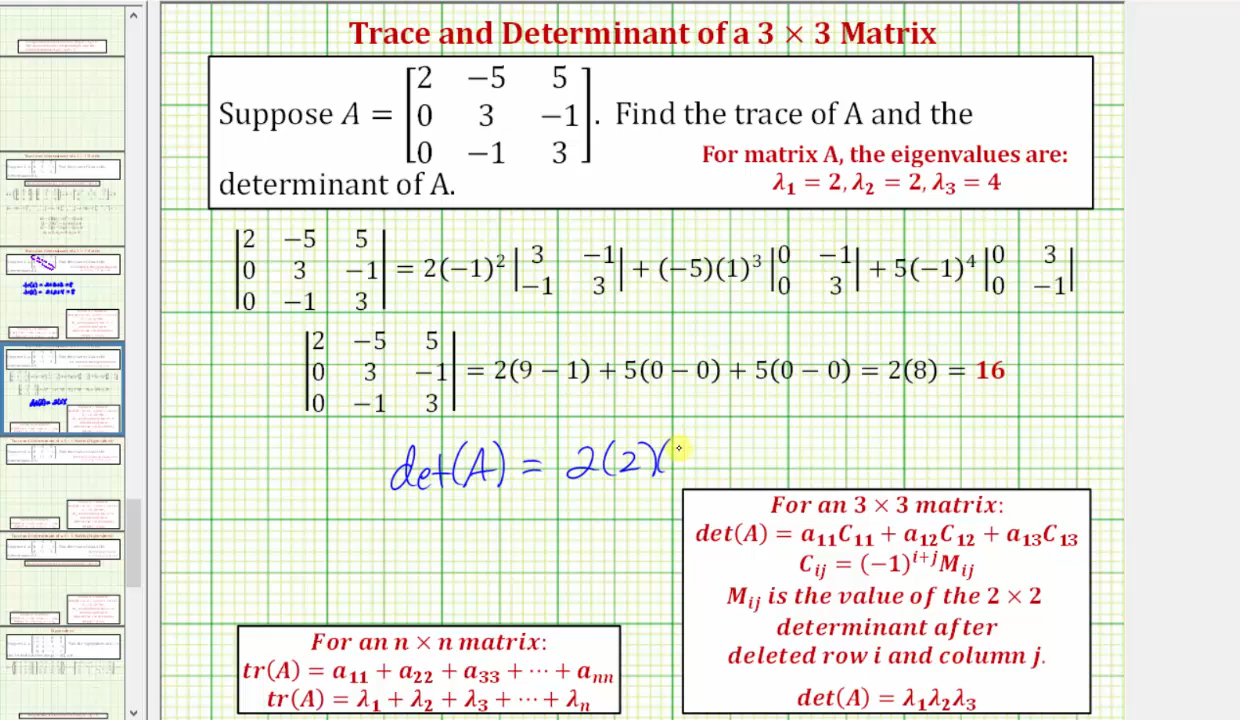 Trace and Determinant of a 3 × 3 Matrix
Suppose A = [2 −5 5
0 3 −1
0 −1 3]. Find the trace of A and the
For matrix A, the eigenvalues are:
determinant of A.
λ₁ = 2, λ₂ = 2, λ₃ = 4
|2 −5 5
0 3 −1
0 −1 3| = 2(−1)² |3 −1
−1 3| + (−5)(1)³ |0 −1
0 3| + 5(−1)⁴ |0 3
0 −1|
|2 −5 5
0 3 −1
0 −1 3| = 2(9 − 1) + 5(0 − 0) + 5(0 − 0) = 2(8) = 16
det(A) = 2(2)(
For an 3 × 3 matrix:
det(A) = a₁₁C₁₁ + a₁₂C₁₂ + a₁₃C₁₃
Cᵢⱼ = (−1)ⁱ⁺ʲMᵢⱼ
Mᵢⱼ is the value of the 2 × 2
determinant after
deleted row i and column j.
det(A) = λ₁λ₂λ₃
For an n × n matrix:
tr(A) = a₁₁ + a₂₂ + a₃₃ + ⋯ + aₙₙ
tr(A) = λ₁ + λ₂ + λ₃ + ⋯ + λₙ